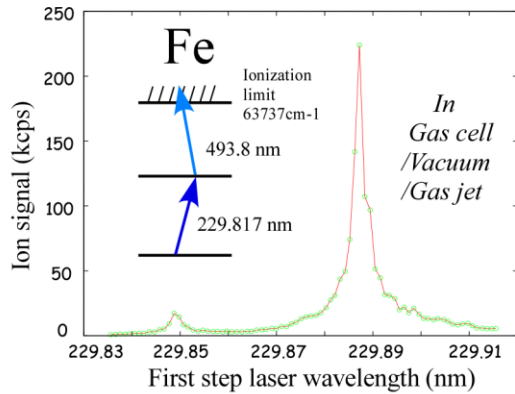 Fe
Ionization
limit
63737cm-1
493.8 nm
229.817 nm
In
Gas cell
/Vacuum
/Gas jet
Ion signal (kcps)
250
200
150
100
50
0
229.83
229.85
229.87
229.89
229.91
First step laser wavelength (nm)